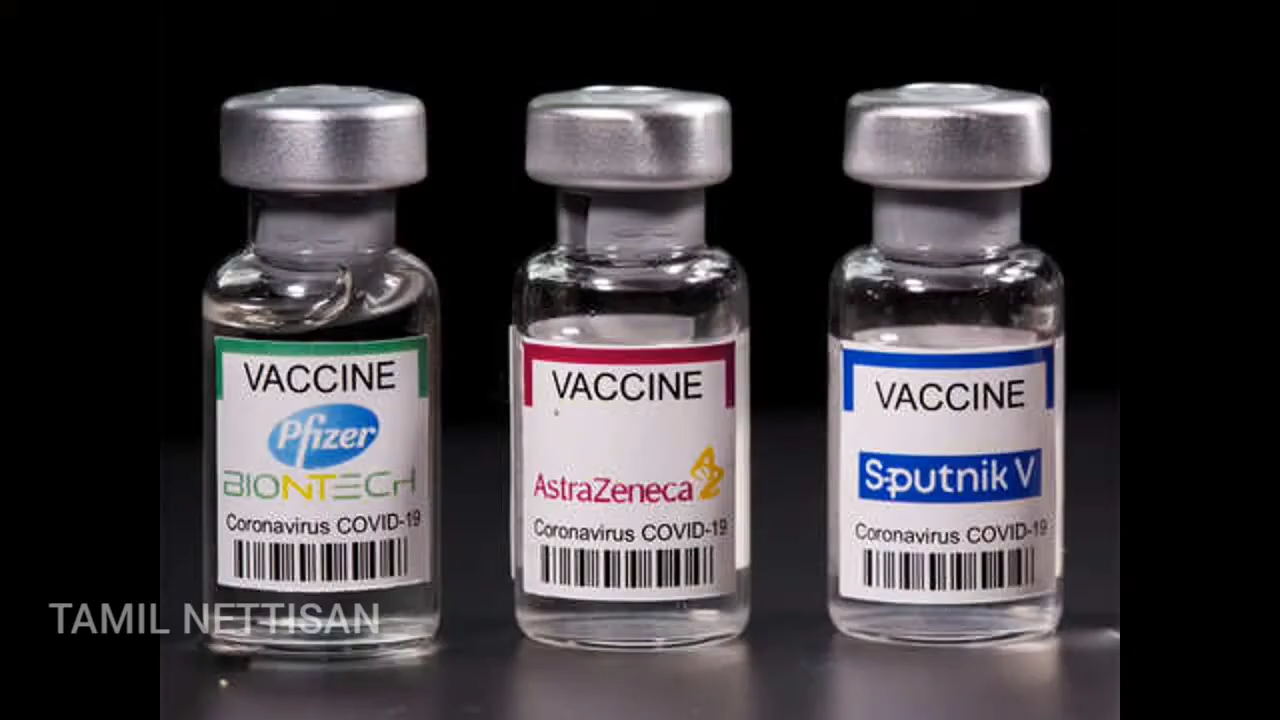 VACCINE
Pfizer
BIONTECH
Coronavirus COVID-19
VACCINE
AstraZeneca
Coronavirus COVID-19
VACCINE
Sputnik V
Coronavirus COVID-19
TAMIL NETTISAN